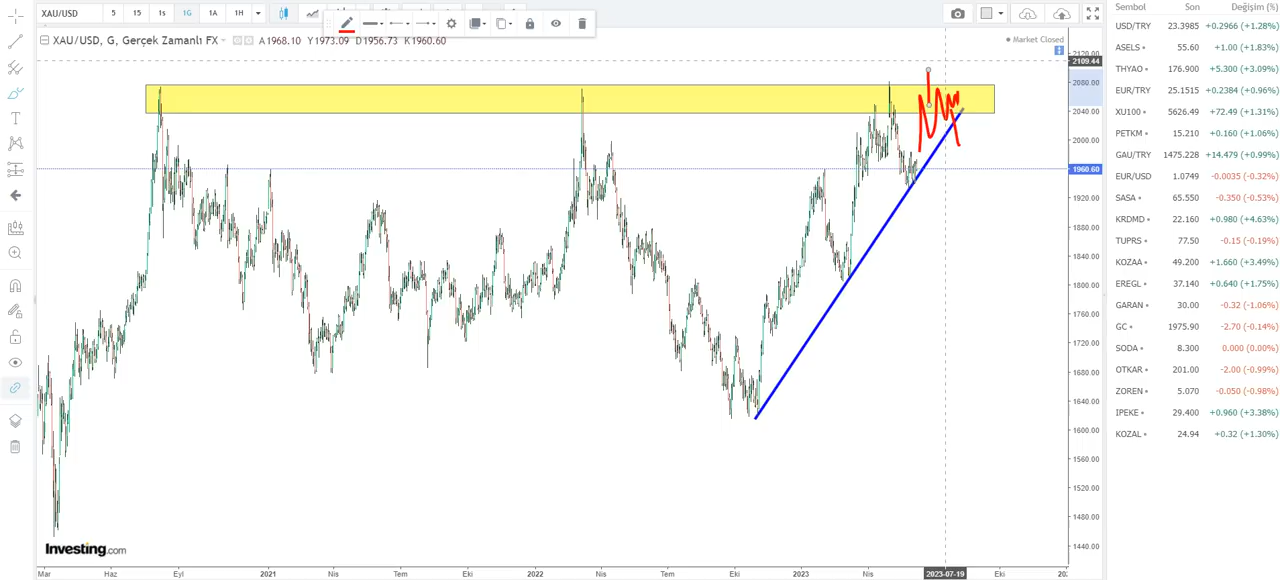 XAU/USD 5 15 1s 1G 1A 1H
XAU/USD, G, Gerçek Zamanlı FX A1968.10 Y1973.09 D1956.73 K1960.60
Market Closed
2120.00
2109.44
2080.00
2040.00
2000.00
1960.60
1920.00
1880.00
1840.00
1800.00
1760.00
1720.00
1680.00
1640.00
1600.00
1560.00
1520.00
1480.00
1440.00
Investing.com
Mar Haz Eyl 2021 Nis Tem Eki 2022 Nis Tem Eki 2023 Nis 2023-07-19 Eki
Sembol Son Değişim (%)
USD/TRY 23.3985 +0.2966 (+1.28%)
ASELS 55.60 +1.00 (+1.83%)
THYAO 176.900 +5.300 (+3.09%)
EUR/TRY 25.1515 +0.2384 (+0.96%)
XU100 5626.49 +72.49 (+1.31%)
PETKM 15.210 +0.160 (+1.06%)
GAU/TRY 1475.228 +14.479 (+0.99%)
EUR/USD 1.0749 -0.0035 (-0.32%)
SASA 65.550 -0.350 (-0.53%)
KRDMD 22.160 +0.980 (+4.63%)
TUPRS 77.50 -0.15 (-0.19%)
KOZAA 49.200 +1.660 (+3.49%)
EREGL 37.140 +0.640 (+1.75%)
GARAN 30.00 -0.32 (-1.06%)
GC 1975.90 -2.70 (-0.14%)
SODA 8.300 0.000 (0.00%)
OTKAR 201.00 -2.00 (-0.99%)
ZOREN 5.070 -0.050 (-0.98%)
IPEKE 29.400 +0.960 (+3.38%)
KOZAL 24.94 +0.32 (+1.30%)